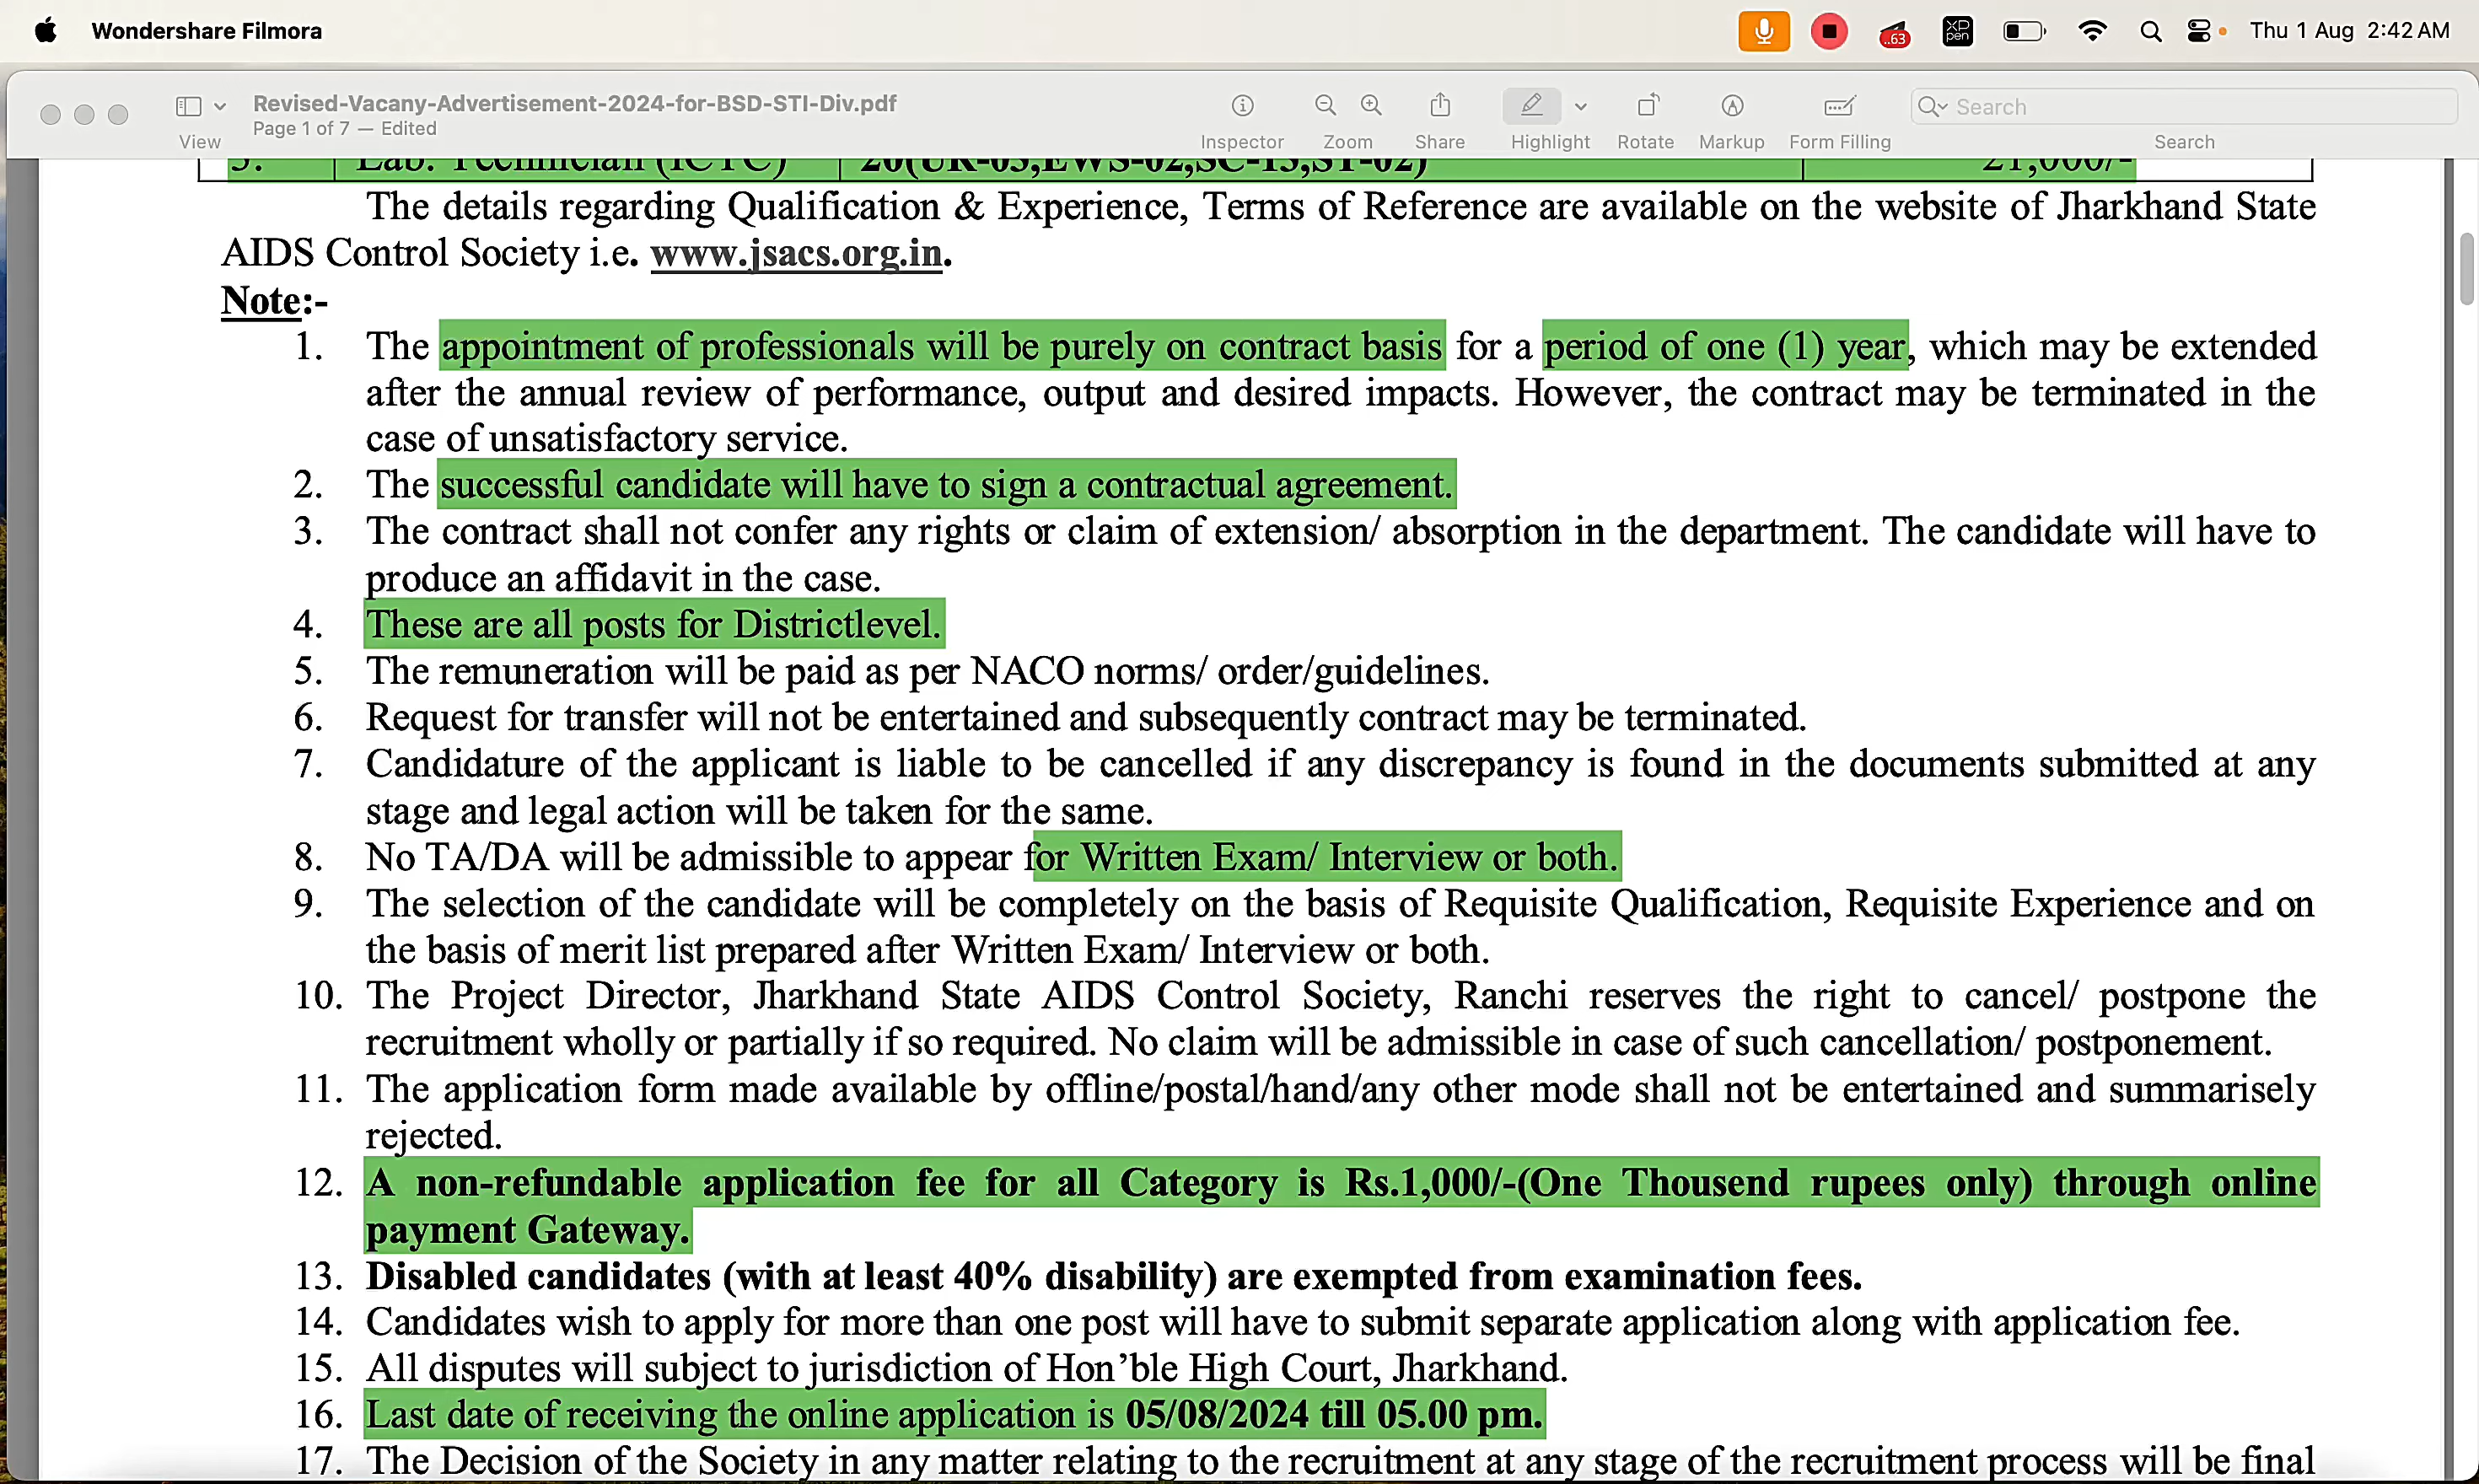 Wondershare Filmora
..63
XP
pen
Thu 1 Aug 2:42 AM
Revised-Vacany-Advertisement-2024-for-BSD-STI-Div.pdf
Page 1 of 7 — Edited
View
Inspector
Zoom
Share
Highlight
Rotate
Markup
Form Filling
Search
Search
Lab. Technician (ICTC)
21,000/-
The details regarding Qualification & Experience, Terms of Reference are available on the website of Jharkhand State
AIDS Control Society i.e. www.jsacs.org.in.
Note:-
1. The appointment of professionals will be purely on contract basis for a period of one (1) year, which may be extended
after the annual review of performance, output and desired impacts. However, the contract may be terminated in the
case of unsatisfactory service.
2. The successful candidate will have to sign a contractual agreement.
3. The contract shall not confer any rights or claim of extension/ absorption in the department. The candidate will have to
produce an affidavit in the case.
4. These are all posts for Districtlevel.
5. The remuneration will be paid as per NACO norms/ order/guidelines.
6. Request for transfer will not be entertained and subsequently contract may be terminated.
7. Candidature of the applicant is liable to be cancelled if any discrepancy is found in the documents submitted at any
stage and legal action will be taken for the same.
8. No TA/DA will be admissible to appear for Written Exam/ Interview or both.
9. The selection of the candidate will be completely on the basis of Requisite Qualification, Requisite Experience and on
the basis of merit list prepared after Written Exam/ Interview or both.
10. The Project Director, Jharkhand State AIDS Control Society, Ranchi reserves the right to cancel/ postpone the
recruitment wholly or partially if so required. No claim will be admissible in case of such cancellation/ postponement.
11. The application form made available by offline/postal/hand/any other mode shall not be entertained and summarisely
rejected.
12. A non-refundable application fee for all Category is Rs.1,000/-(One Thousend rupees only) through online
payment Gateway.
13. Disabled candidates (with at least 40% disability) are exempted from examination fees.
14. Candidates wish to apply for more than one post will have to submit separate application along with application fee.
15. All disputes will subject to jurisdiction of Hon’ble High Court, Jharkhand.
16. Last date of receiving the online application is 05/08/2024 till 05.00 pm.
17. The Decision of the Society in any matter relating to the recruitment at any stage of the recruitment process will be final